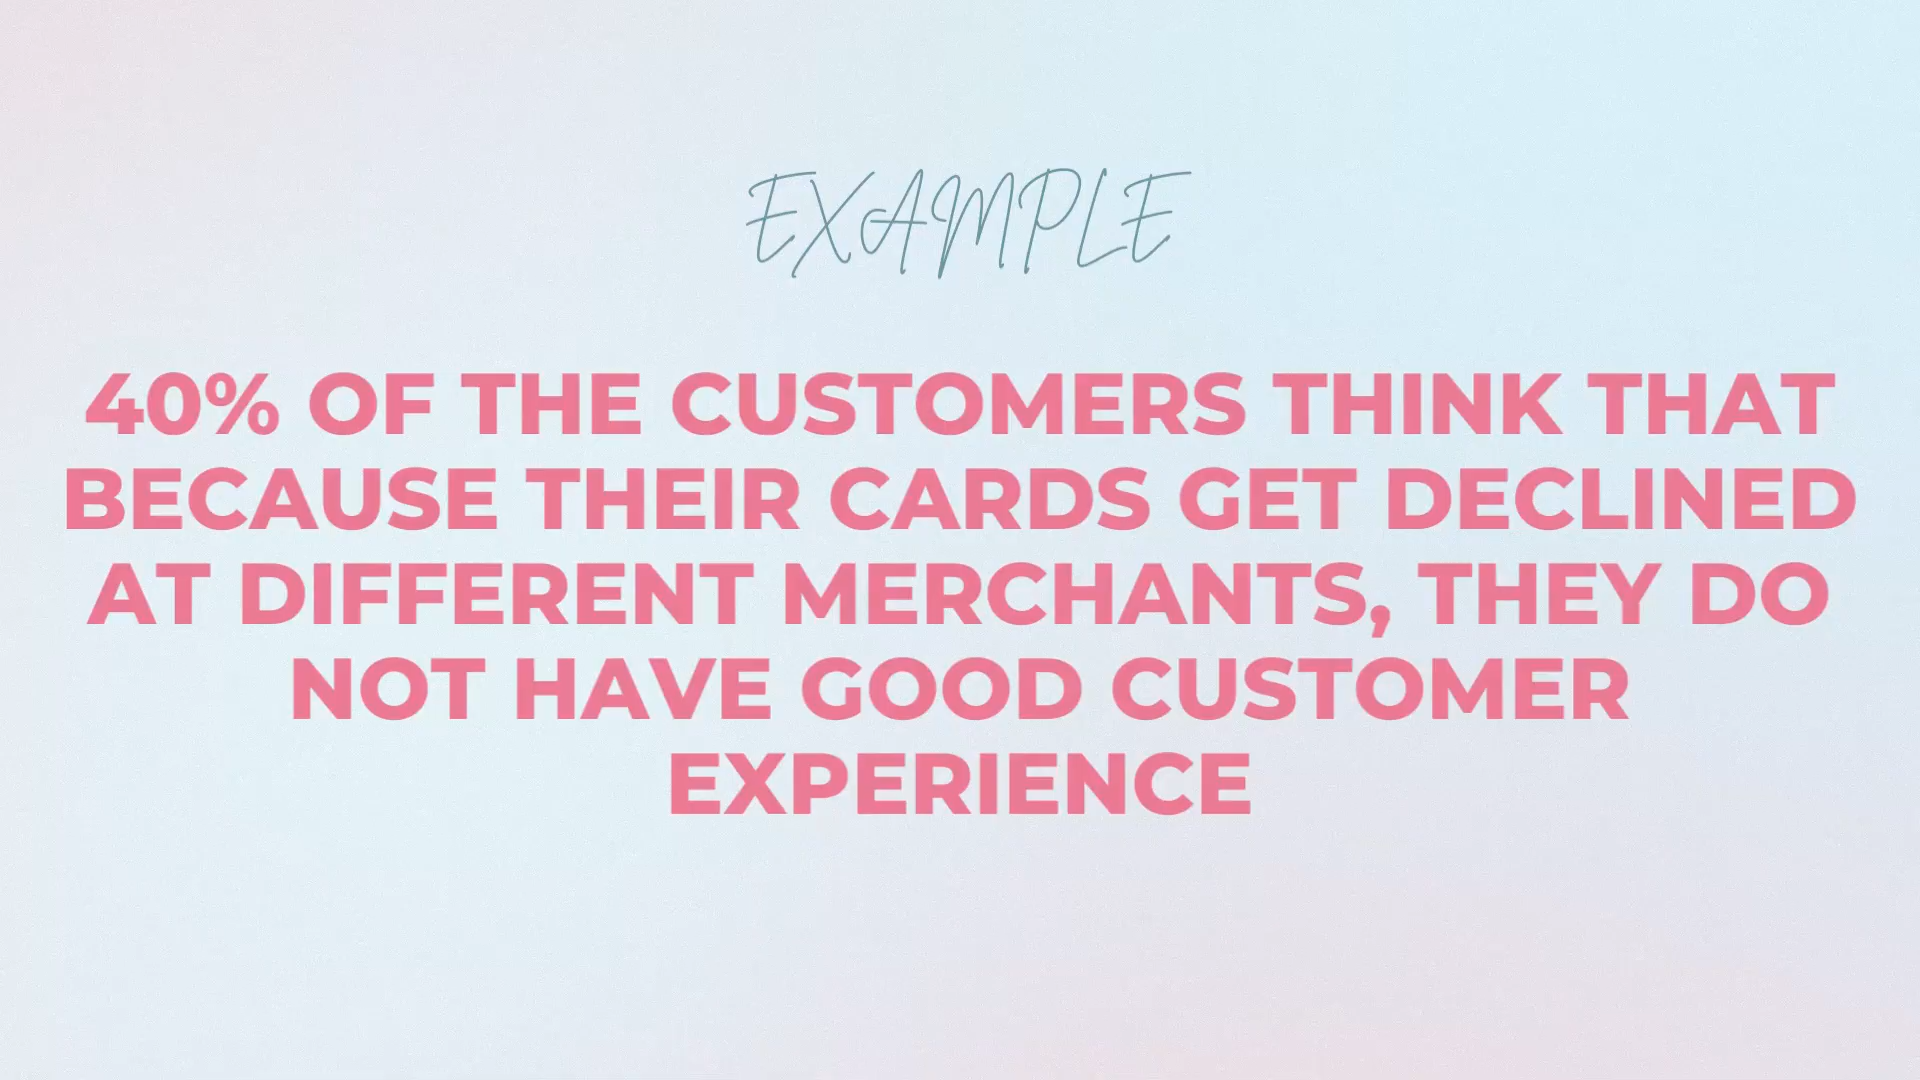 EXAMPLE
40% OF THE CUSTOMERS THINK THAT
BECAUSE THEIR CARDS GET DECLINED
AT DIFFERENT MERCHANTS, THEY DO
NOT HAVE GOOD CUSTOMER
EXPERIENCE